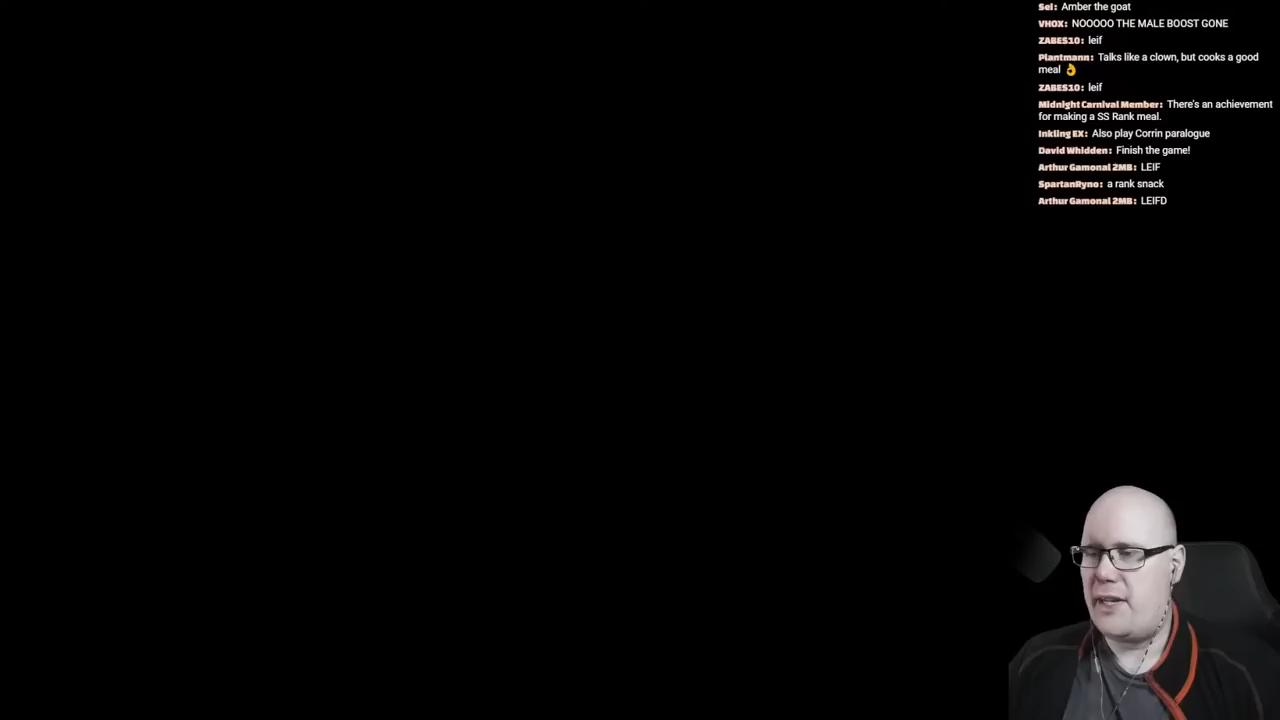 Sel: Amber the goat
VHOX: NOOOOO THE MALE BOOST GONE
ZABES10: leif
Plantmann: Talks like a clown, but cooks a good
meal 👌
ZABES10: leif
Midnight Carnival Member: There's an achievement
for making a SS Rank meal.
Inkling EX: Also play Corrin paralogue
David Whidden: Finish the game!
Arthur Gamonal 2MB: LEIF
SpartanRyno: a rank snack
Arthur Gamonal 2MB: LEIFD